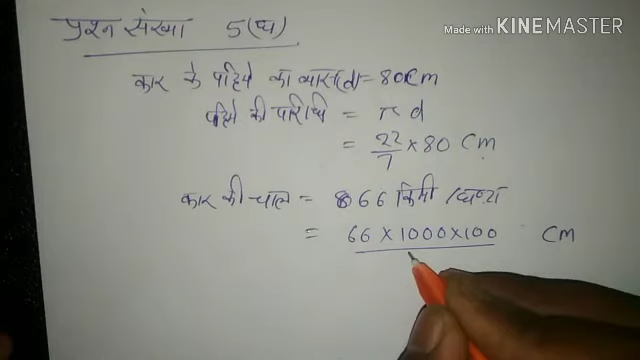 Made with KINEMASTER
प्रश्न संख्या 5(घ)
कार के पहिये का व्यास(d)= 80cm
पहिये की परिधि = π d
= 22/7 × 80 cm
कार की चाल = 66 किमी /घण्टा
= 66 × 1000×100 CM